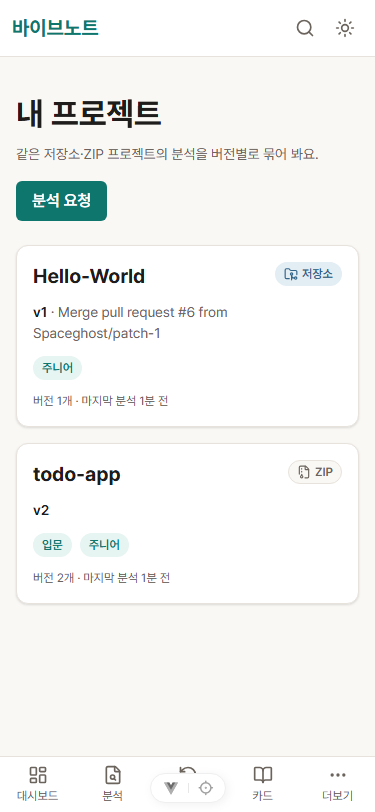 바이브노트
내 프로젝트
같은 저장소·ZIP 프로젝트의 분석을 버전별로 묶어 봐요.
분석 요청
Hello-World
저장소
v1 · Merge pull request #6 from
Spaceghost/patch-1
주니어
버전 1개 · 마지막 분석 1분 전
todo-app
ZIP
v2
입문 주니어
버전 2개 · 마지막 분석 1분 전
대시보드 분석 카드 더보기